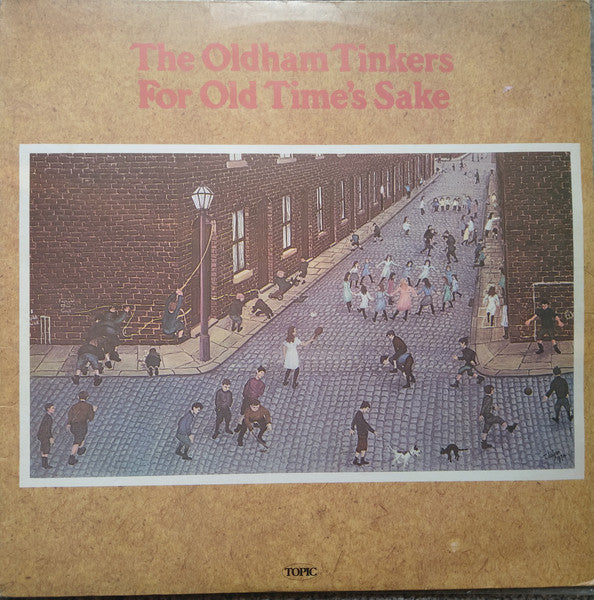 The Oldham Tinkers
For Old Time's Sake
TOPIC